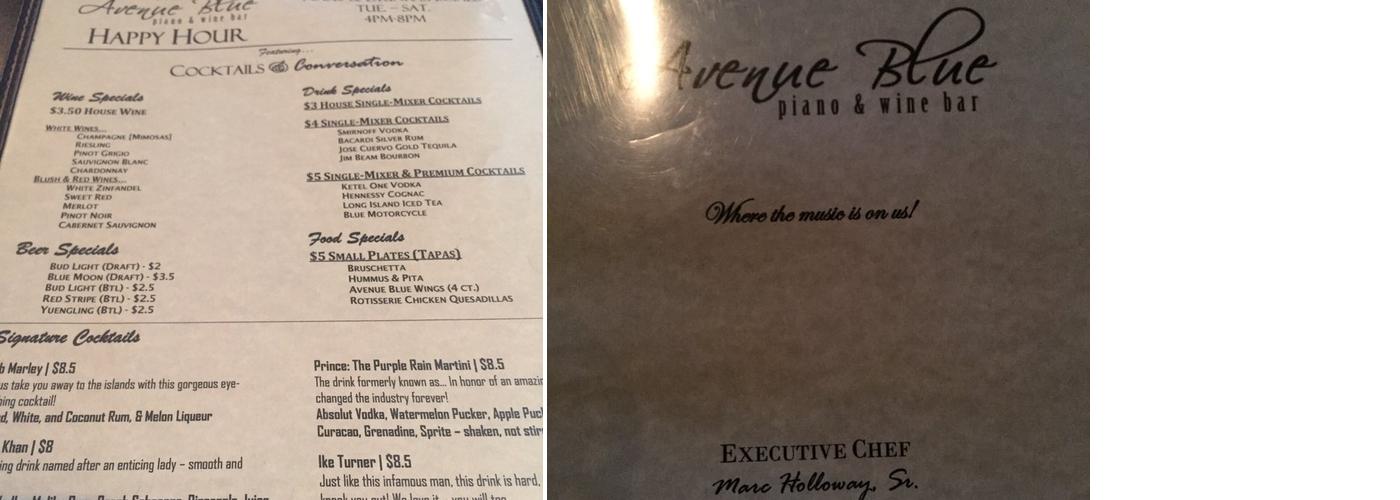 Avenue Blue
piano & wine bar
TUE. – SAT.
4PM-8PM
HAPPY HOUR
Featuring...
COCKTAILS & Conversation
Wine Specials
$3.50 HOUSE WINE
WHITE WINES...
CHAMPAGNE [MIMOSAS]
RIESLING
PINOT GRIGIO
SAUVIGNON BLANC
CHARDONNAY
BLUSH & RED WINES...
WHITE ZINFANDEL
SWEET RED
MERLOT
PINOT NOIR
CABERNET SAUVIGNON
Beer Specials
BUD LIGHT (DRAFT) - $2
BLUE MOON (DRAFT) - $3.5
BUD LIGHT (BTL) - $2.5
RED STRIPE (BTL) - $2.5
YUENGLING (BTL) - $2.5
Drink Specials
$3 HOUSE SINGLE-MIXER COCKTAILS
$4 SINGLE-MIXER COCKTAILS
SMIRNOFF VODKA
BACARDI SILVER RUM
JOSE CUERVO GOLD TEQUILA
JIM BEAM BOURBON
$5 SINGLE-MIXER & PREMIUM COCKTAILS
KETEL ONE VODKA
HENNESSY COGNAC
LONG ISLAND ICED TEA
BLUE MOTORCYCLE
Food Specials
$5 SMALL PLATES (TAPAS)
BRUSCHETTA
HUMMUS & PITA
AVENUE BLUE WINGS (4 CT.)
ROTISSERIE CHICKEN QUESADILLAS
Signature Cocktails
b Marley | $8.5
us take you away to the islands with this gorgeous eye-
hing cocktail!
d, White, and Coconut Rum, & Melon Liqueur
Khan | $8
ing drink named after an enticing lady – smooth and
Prince: The Purple Rain Martini | $8.5
The drink formerly known as... In honor of an amazin
changed the industry forever!
Absolut Vodka, Watermelon Pucker, Apple Puc
Curacao, Grenadine, Sprite – shaken, not stir
Ike Turner | $8.5
Just like this infamous man, this drink is hard,
Avenue Blue
piano & wine bar
Where the music is on us!
EXECUTIVE CHEF
Marc Holloway, Sr.